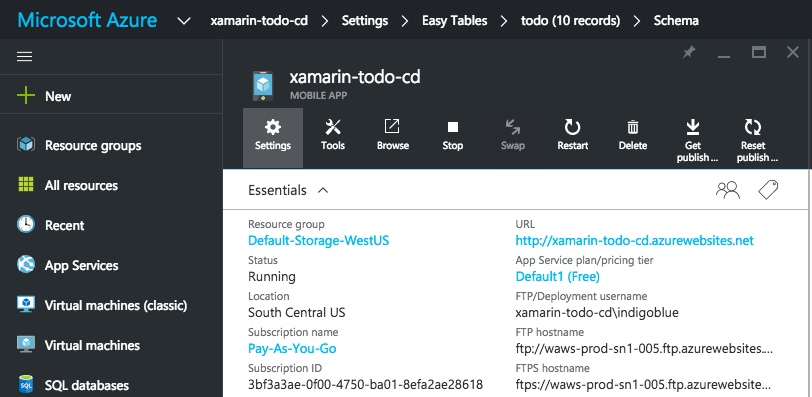 Microsoft Azure xamarin-todo-cd Settings Easy Tables todo (10 records) Schema
New
Resource groups
All resources
Recent
App Services
Virtual machines (classic)
Virtual machines
SQL databases
xamarin-todo-cd
MOBILE APP
Settings Tools Browse Stop Swap Restart Delete Get publish ... Reset publish ...
Essentials
Resource group
Default-Storage-WestUS
Status
Running
Location
South Central US
Subscription name
Pay-As-You-Go
Subscription ID
3bf3a3ae-0f00-4750-ba01-8efa2ae28618
URL
http://xamarin-todo-cd.azurewebsites.net
App Service plan/pricing tier
Default1 (Free)
FTP/Deployment username
xamarin-todo-cd\indigoblue
FTP hostname
ftp://waws-prod-sn1-005.ftp.azurewebsites....
FTPS hostname
ftps://waws-prod-sn1-005.ftp.azurewebsite...